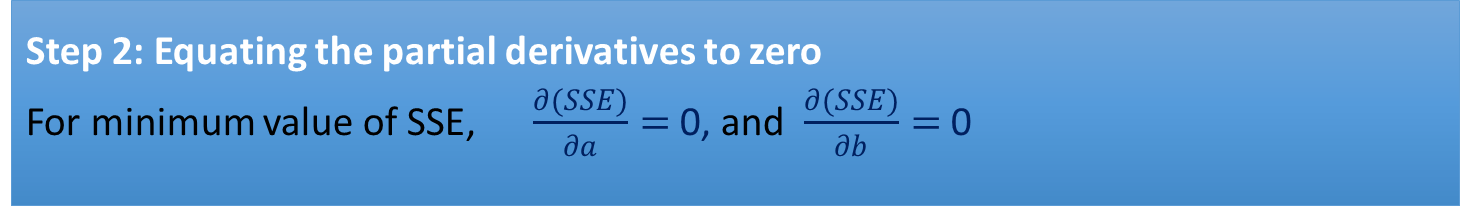 Step 2: Equating the partial derivatives to zero
For minimum value of SSE, ∂(SSE)/∂a = 0, and ∂(SSE)/∂b = 0